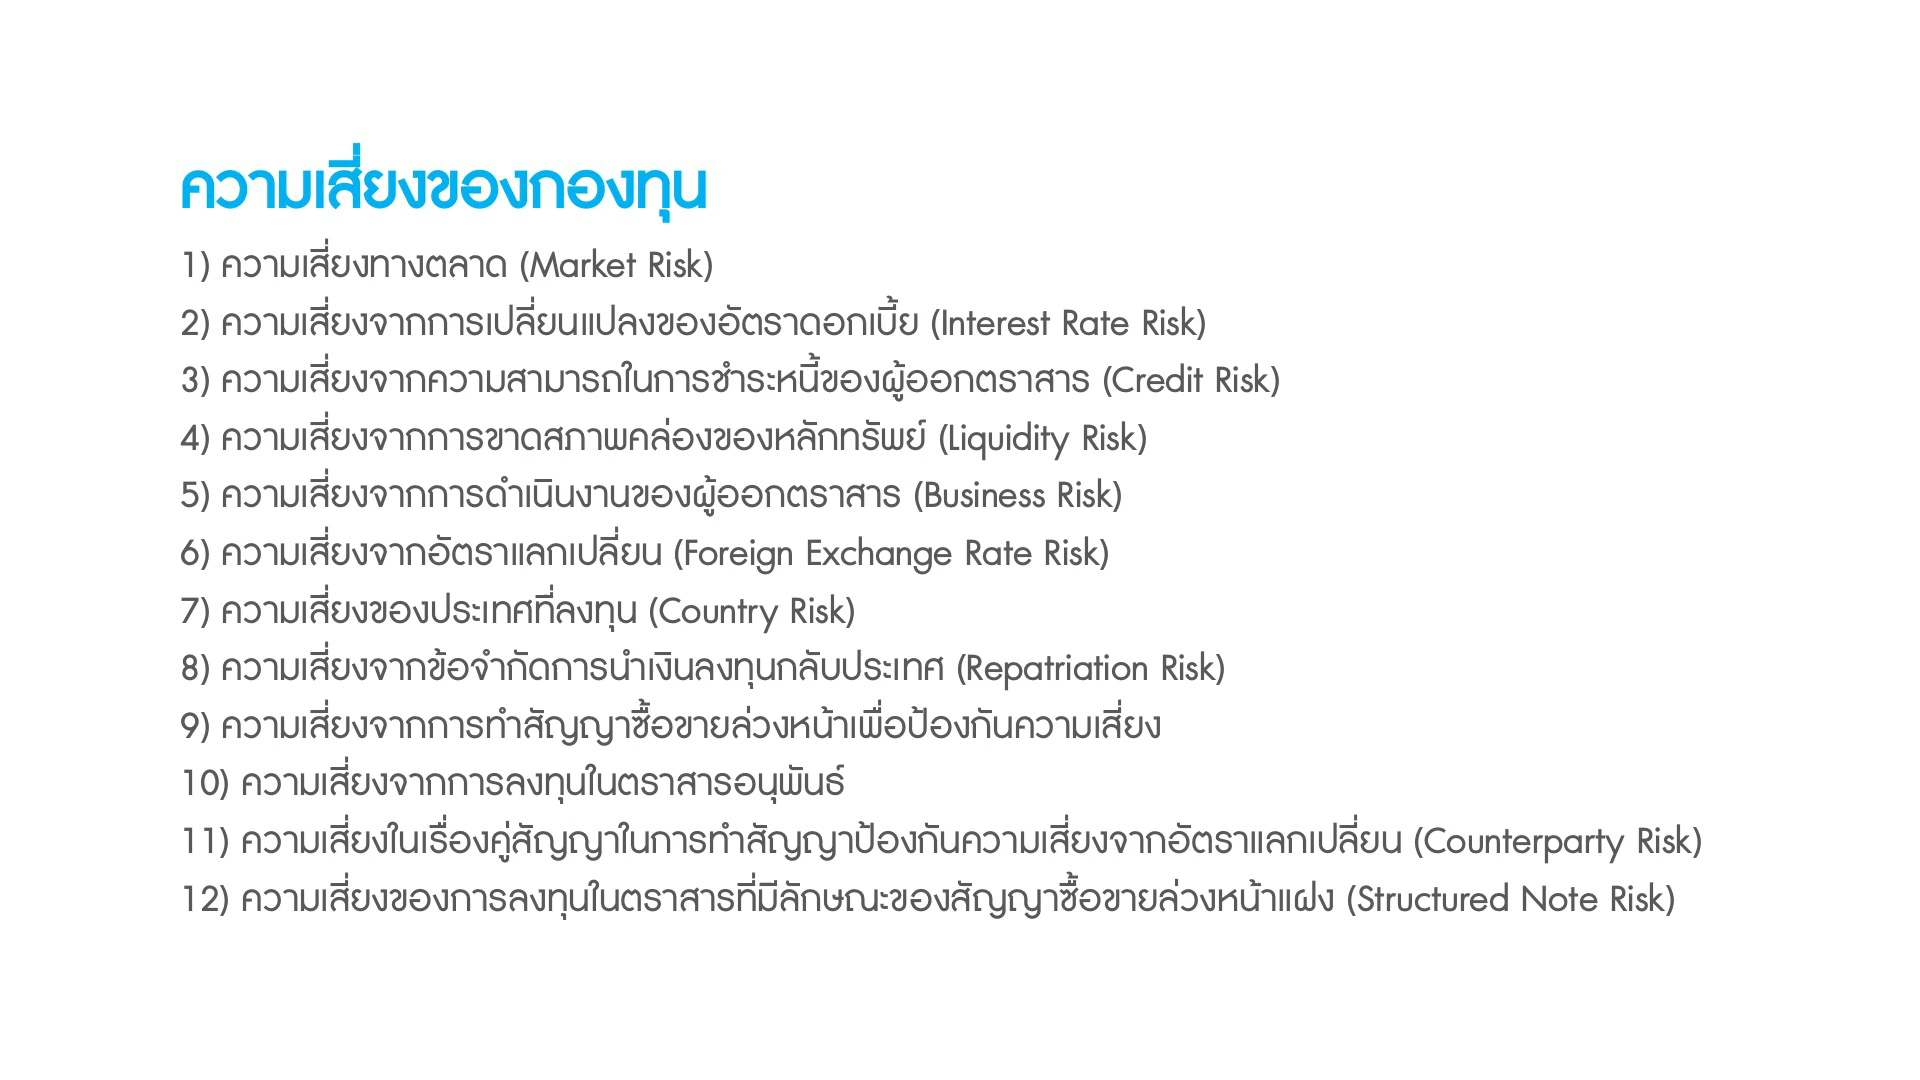 ความเสี่ยงของกองทุน
1) ความเสี่ยงทางตลาด (Market Risk)
2) ความเสี่ยงจากการเปลี่ยนแปลงของอัตราดอกเบี้ย (Interest Rate Risk)
3) ความเสี่ยงจากความสามารถในการชำระหนี้ของผู้ออกตราสาร (Credit Risk)
4) ความเสี่ยงจากการขาดสภาพคล่องของหลักทรัพย์ (Liquidity Risk)
5) ความเสี่ยงจากการดำเนินงานของผู้ออกตราสาร (Business Risk)
6) ความเสี่ยงจากอัตราแลกเปลี่ยน (Foreign Exchange Rate Risk)
7) ความเสี่ยงของประเทศที่ลงทุน (Country Risk)
8) ความเสี่ยงจากข้อจำกัดการนำเงินลงทุนกลับประเทศ (Repatriation Risk)
9) ความเสี่ยงจากการทำสัญญาซื้อขายล่วงหน้าเพื่อป้องกันความเสี่ยง
10) ความเสี่ยงจากการลงทุนในตราสารอนุพันธ์
11) ความเสี่ยงในเรื่องคู่สัญญาในการทำสัญญาป้องกันความเสี่ยงจากอัตราแลกเปลี่ยน (Counterparty Risk)
12) ความเสี่ยงของการลงทุนในตราสารที่มีลักษณะของสัญญาซื้อขายล่วงหน้าแฝง (Structured Note Risk)